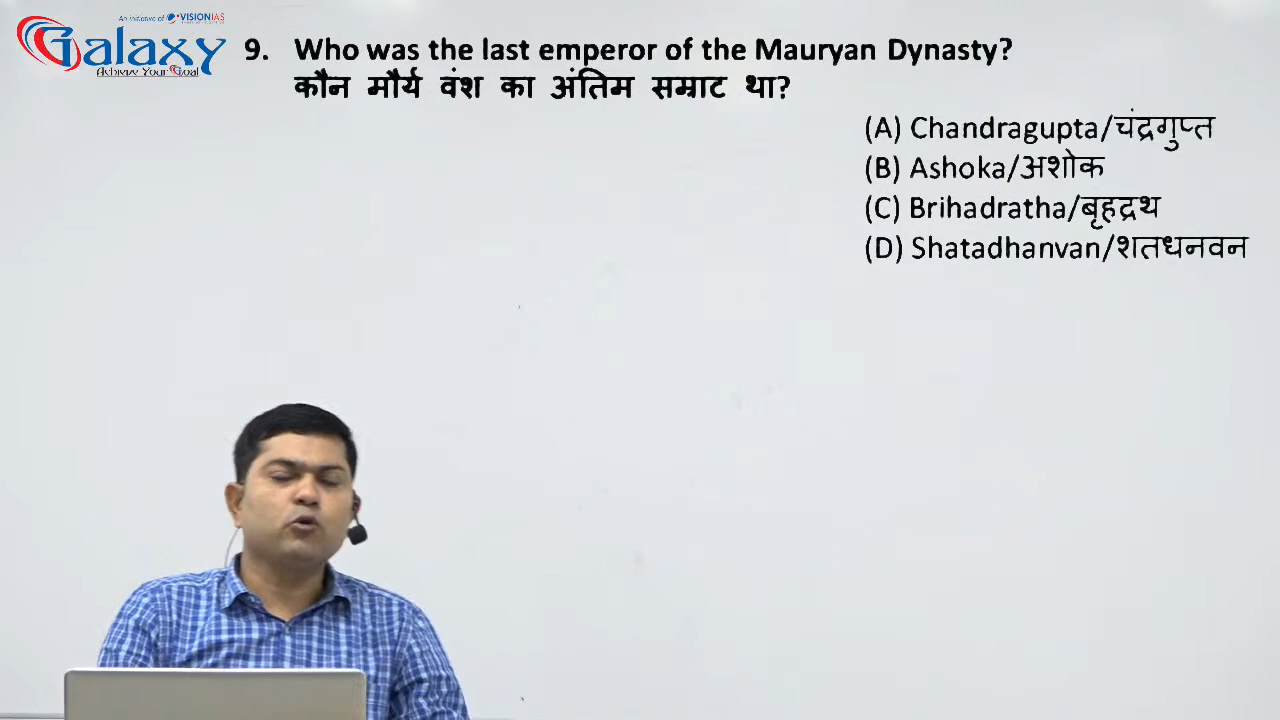 An initiative of VISIONIAS
Galaxy
Achieve Your Goal
9. Who was the last emperor of the Mauryan Dynasty?
कौन मौर्य वंश का अंतिम सम्राट था?
(A) Chandragupta/चंद्रगुप्त
(B) Ashoka/अशोक
(C) Brihadratha/बृहद्रथ
(D) Shatadhanvan/शतधनवन